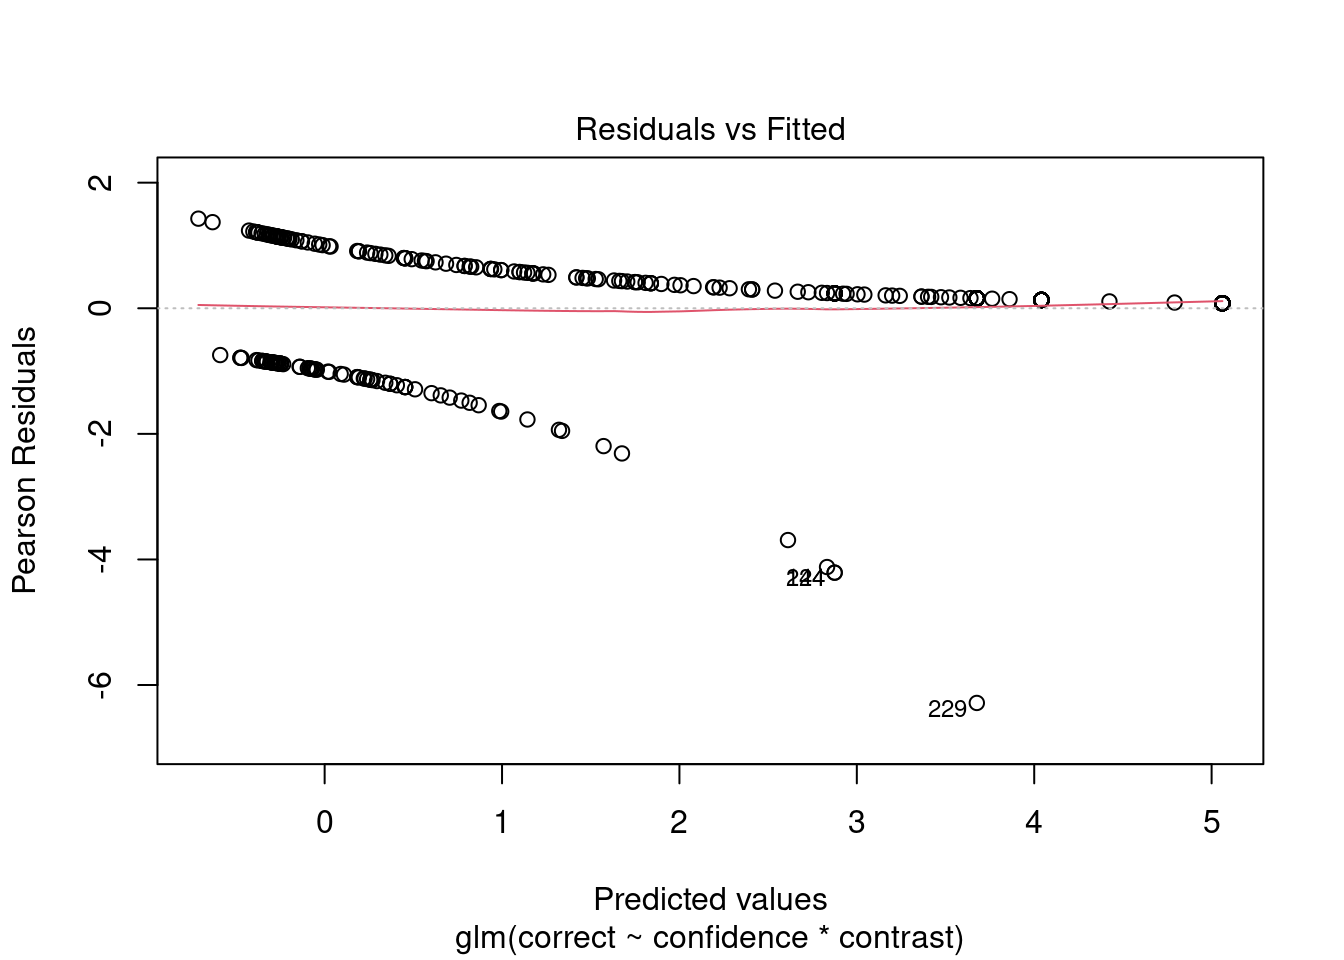 Residuals vs Fitted
Pearson Residuals
2
0
-2
-4
-6
229
0 1 2 3 4 5
Predicted values
glm(correct ~ confidence * contrast)